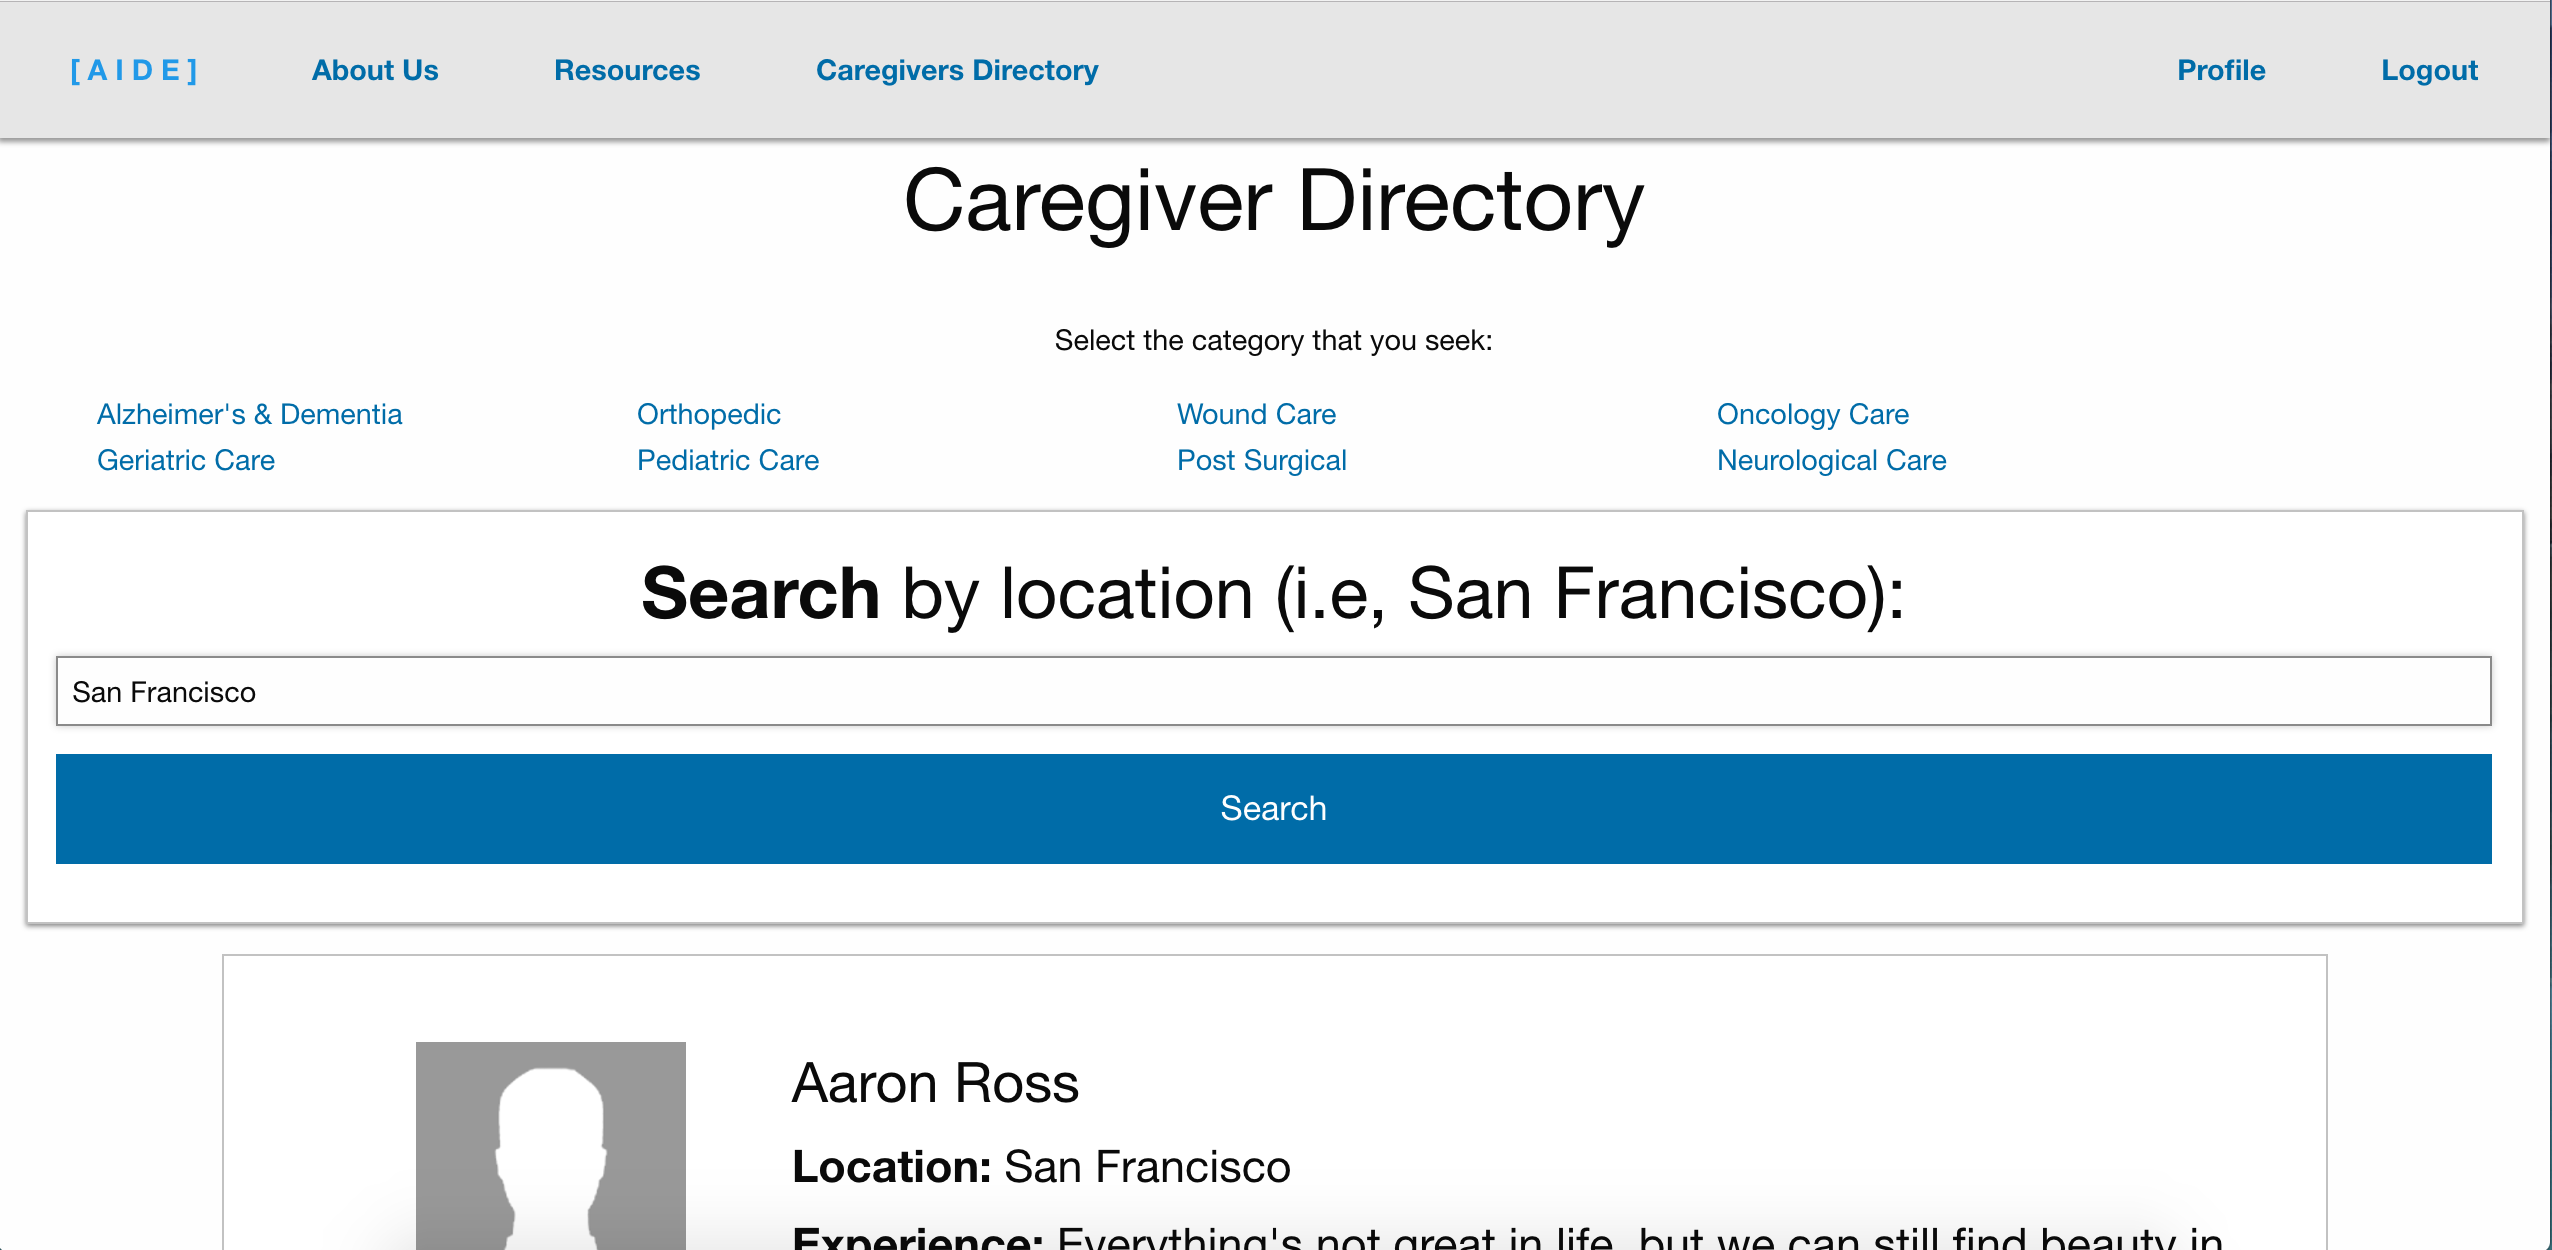 [ A I D E ] About Us Resources Caregivers Directory Profile Logout
Caregiver Directory
Select the category that you seek:
Alzheimer's & Dementia Orthopedic Wound Care Oncology Care
Geriatric Care Pediatric Care Post Surgical Neurological Care
Search by location (i.e, San Francisco):
San Francisco
Search
Aaron Ross
Location: San Francisco
Experience: Everything's not great in life, but we can still find beauty in